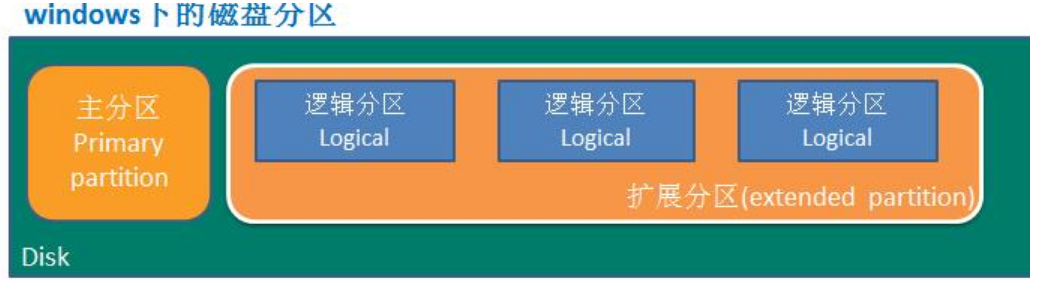 windows下的磁盘分区
主分区
Primary
partition
逻辑分区
Logical
逻辑分区
Logical
逻辑分区
Logical
扩展分区(extended partition)
Disk